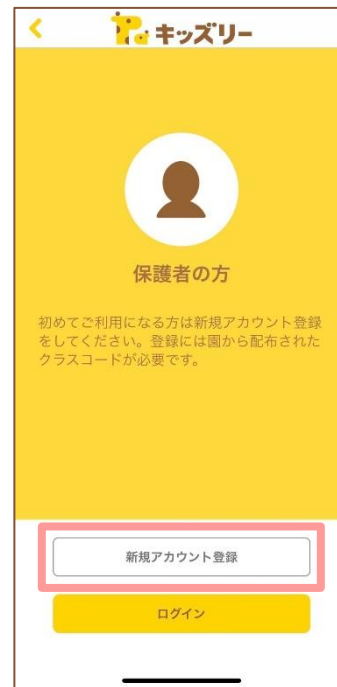 キッズリー
保護者の方
初めてご利用になる方は新規アカウント登録
をしてください。登録には園から配布された
クラスコードが必要です。
新規アカウント登録
ログイン